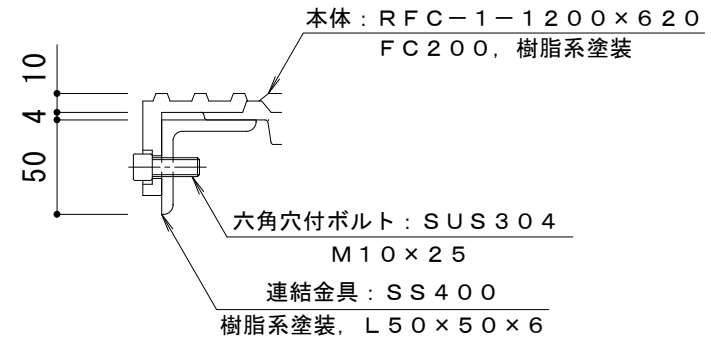 本体：ＲＦＣ－１－１２００×６２０
ＦＣ２００，樹脂系塗装
10
4
50
六角穴付ボルト：ＳＵＳ３０４
Ｍ１０×２５
連結金具：ＳＳ４００
樹脂系塗装，Ｌ５０×５０×６